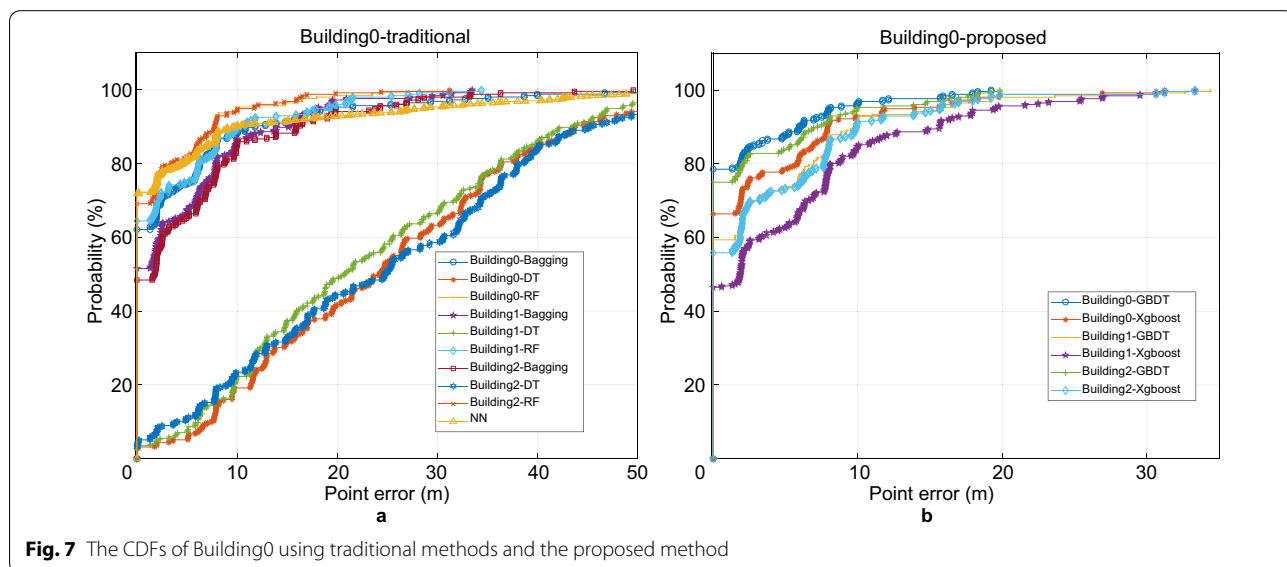 Building0-traditional
100
80
60
40
20
0
10
20
30
40
50
Probability (%)
Point error (m)
Building0-Bagging
Building0-DT
Building0-RF
Building1-Bagging
Building1-DT
Building1-RF
Building2-Bagging
Building2-DT
Building2-RF
NN
a
Building0-proposed
100
80
60
40
20
0
10
20
30
Probability (%)
Point error (m)
Building0-GBDT
Building0-Xgboost
Building1-GBDT
Building1-Xgboost
Building2-GBDT
Building2-Xgboost
b
Fig. 7 The CDFs of Building0 using traditional methods and the proposed method